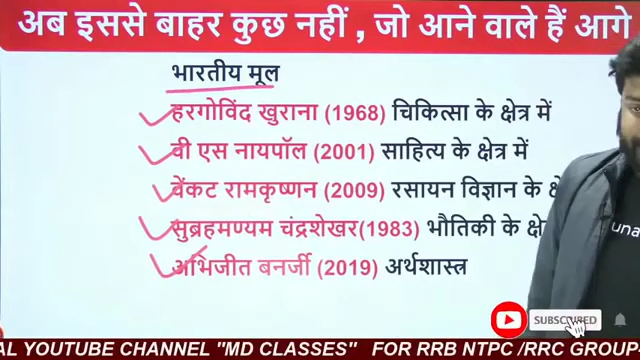 अब इससे बाहर कुछ नहीं , जो आने वाले हैं आगे
भारतीय मूल
हरगोविंद खुराना (1968) चिकित्सा के क्षेत्र में
वी एस नायपॉल (2001) साहित्य के क्षेत्र में
वेंकट रामकृष्णन (2009) रसायन विज्ञान के
सुब्रहमण्यम चंद्रशेखर(1983) भौतिकी के
अभिजीत बनर्जी (2019) अर्थशास्त्र
una
SUBSCRIBED
YOUTUBE CHANNEL "MD CLASSES" FOR RRB NTPC /RRC GROUP